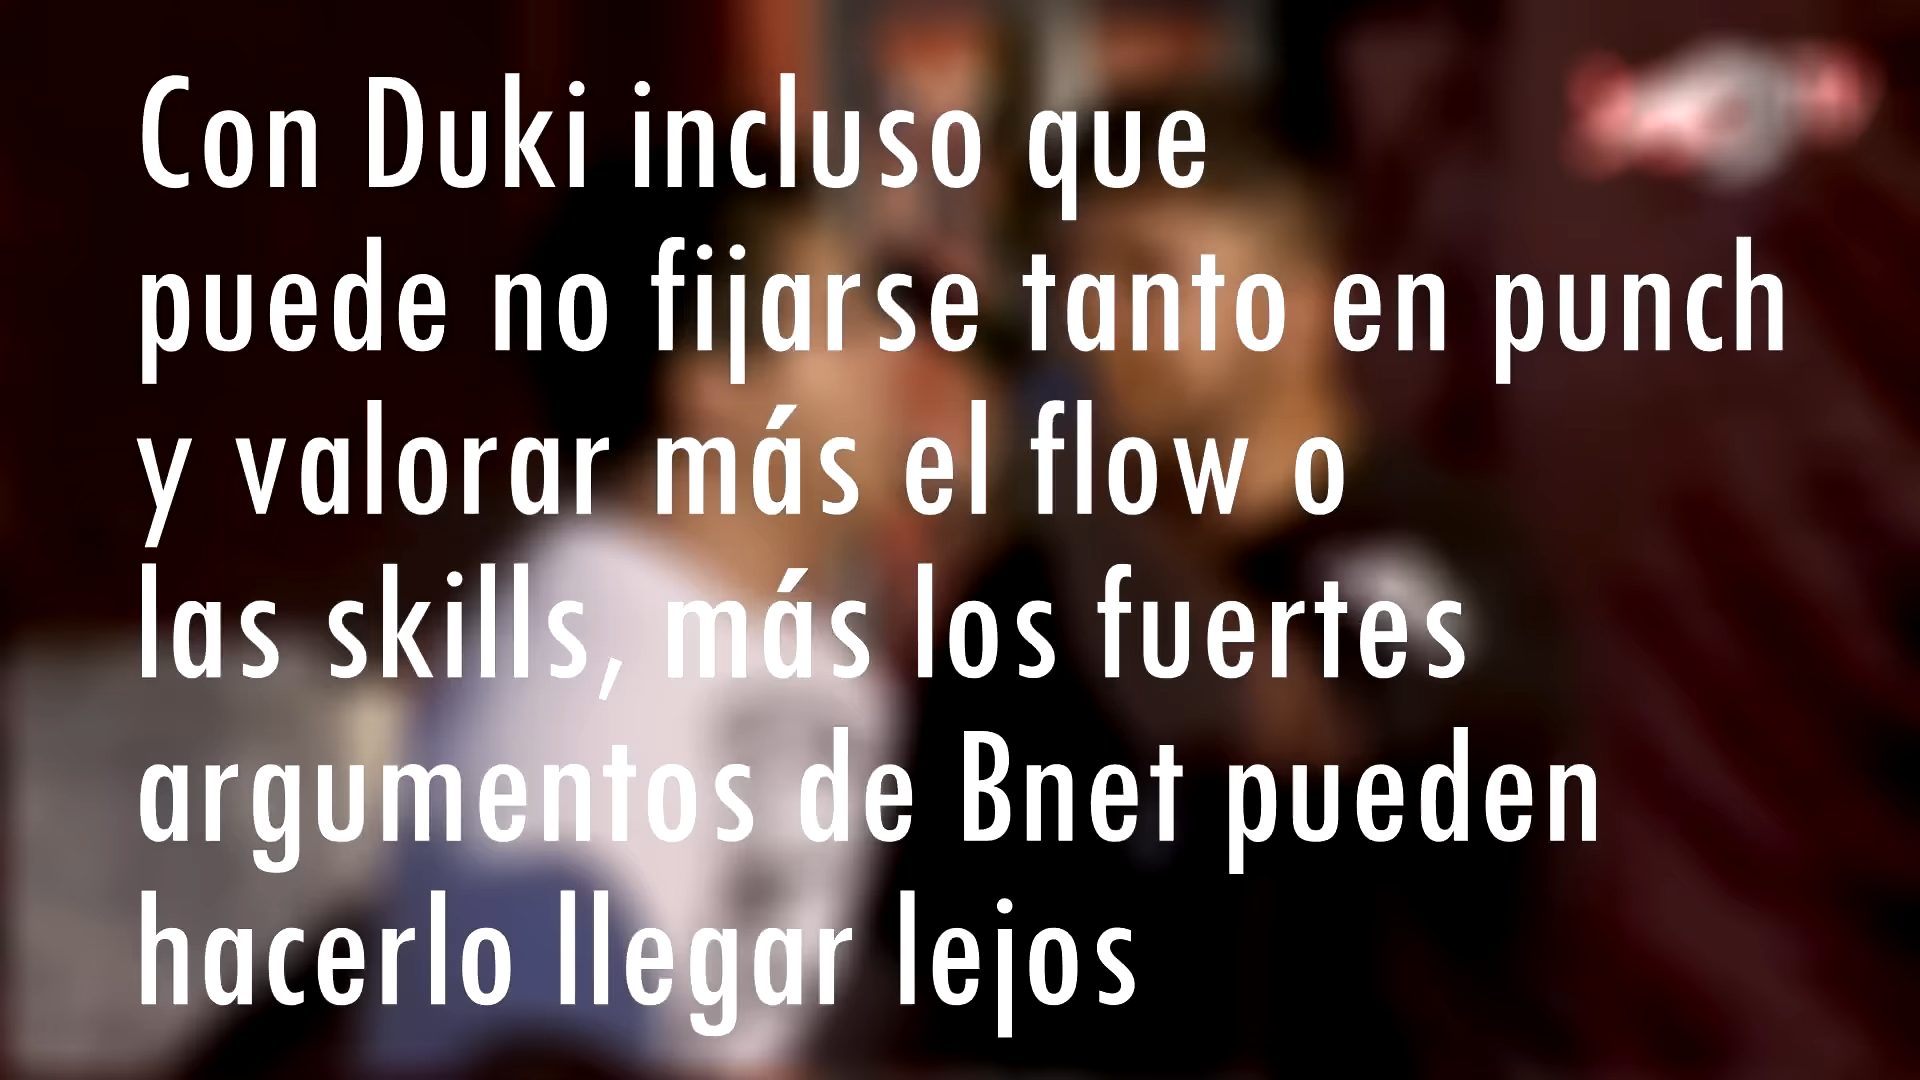 Con Duki incluso que
puede no fijarse tanto en punch
y valorar más el flow o
las skills, más los fuertes
argumentos de Bnet pueden
hacerlo llegar lejos